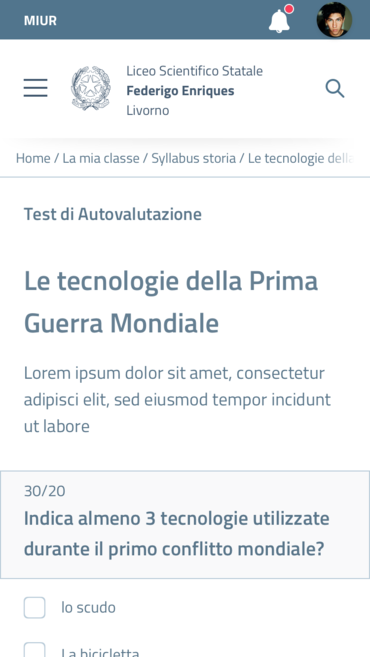 MIUR
Liceo Scientifico Statale
Federigo Enriques
Livorno
Home / La mia classe / Syllabus storia / Le tecnologie della
Test di Autovalutazione
Le tecnologie della Prima
Guerra Mondiale
Lorem ipsum dolor sit amet, consectetur
adipisci elit, sed eiusmod tempor incidunt
ut labore
30/20
Indica almeno 3 tecnologie utilizzate
durante il primo conflitto mondiale?
lo scudo
La bicicletta